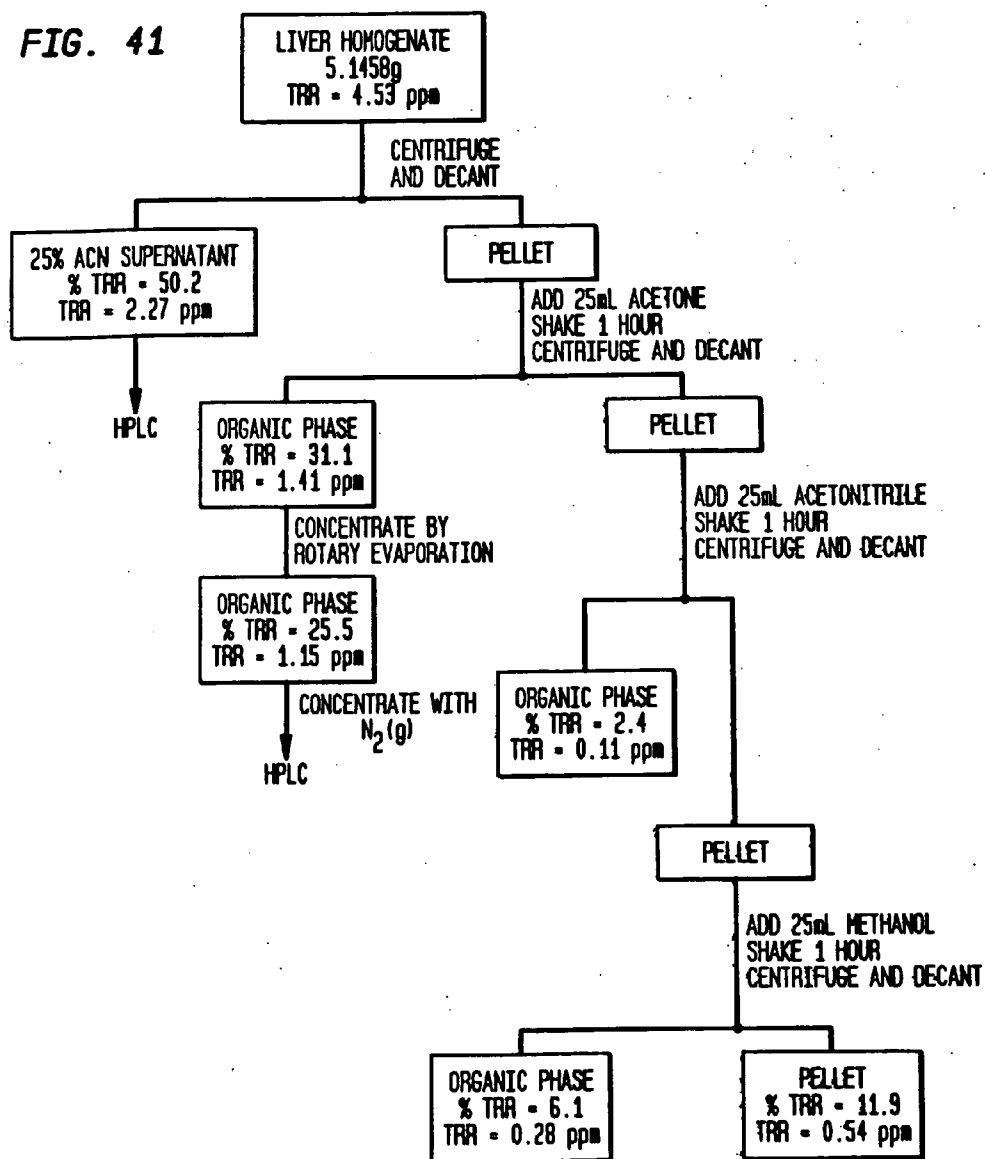 FIG. 41
LIVER HOMOGENATE
5.1458g
TRR = 4.53 ppm
CENTRIFUGE
AND DECANT
25% ACN SUPERNATANT
% TRR = 50.2
TRR = 2.27 ppm
HPLC
PELLET
ADD 25mL ACETONE
SHAKE 1 HOUR
CENTRIFUGE AND DECANT
ORGANIC PHASE
% TRR = 31.1
TRR = 1.41 ppm
CONCENTRATE BY
ROTARY EVAPORATION
ORGANIC PHASE
% TRR = 25.5
TRR = 1.15 ppm
CONCENTRATE WITH
N2(g)
HPLC
PELLET
ADD 25mL ACETONITRILE
SHAKE 1 HOUR
CENTRIFUGE AND DECANT
ORGANIC PHASE
% TRR = 2.4
TRR = 0.11 ppm
PELLET
ADD 25mL METHANOL
SHAKE 1 HOUR
CENTRIFUGE AND DECANT
ORGANIC PHASE
% TRR = 6.1
TRR = 0.28 ppm
PELLET
% TRR = 11.9
TRR = 0.54 ppm